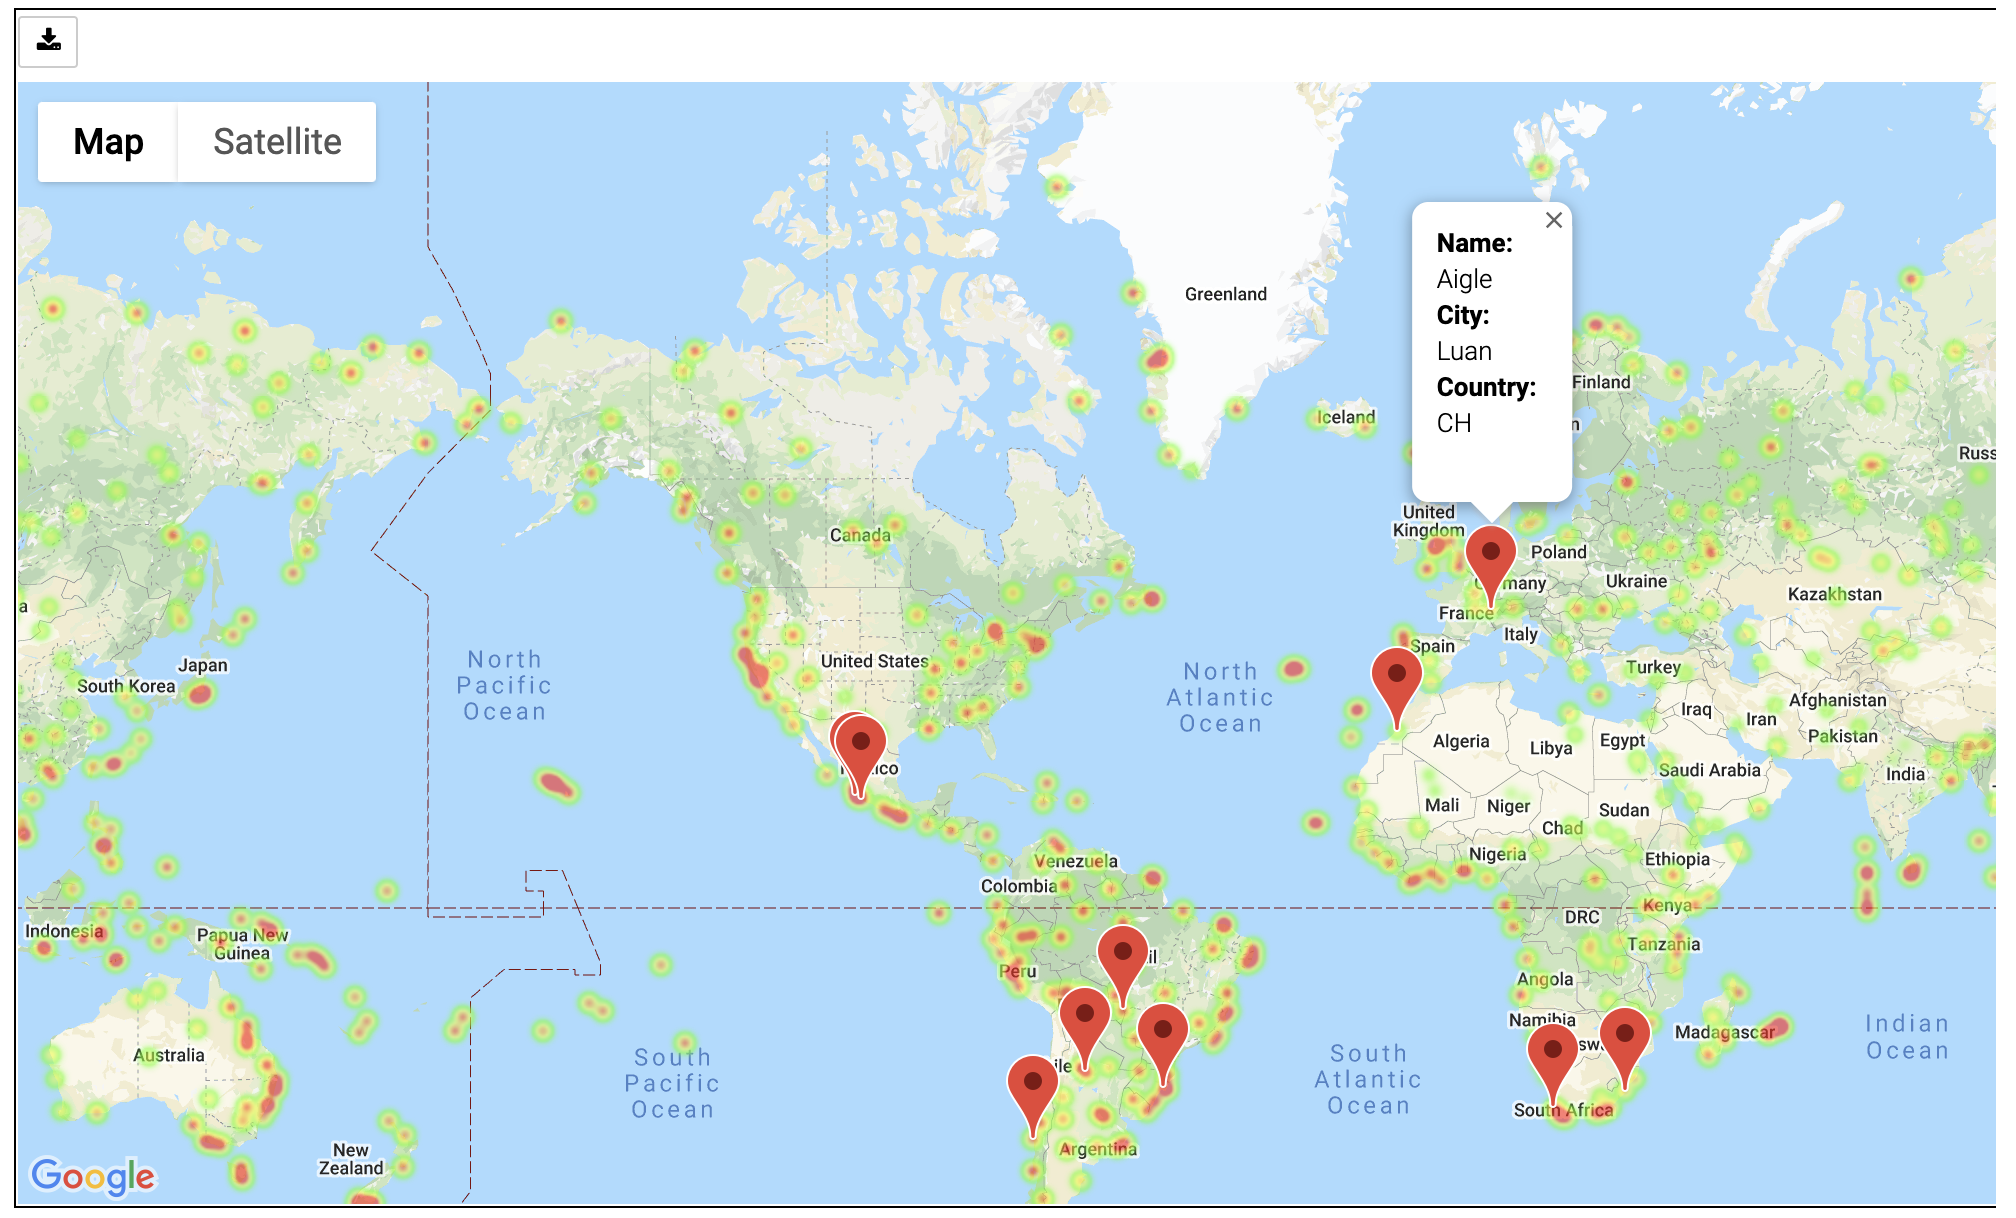 Map
Satellite
Name:
Aigle
City:
Luan
Country:
CH
Greenland
Finland
Iceland
Russ
United
Kingdom
Canada
Poland
Germany
Ukraine
Kazakhstan
France
a
Italy
Spain
North
Pacific
Ocean
Japan
South Korea
United States
North
Atlantic
Ocean
Turkey
Afghanistan
Iraq
Iran
Pakistan
Algeria
Libya
Egypt
Saudi Arabia
India
Mexico
Mali
Niger
Sudan
Chad
Nigeria
Ethiopia
Venezuela
Colombia
DRC
Kenya
Indonesia
Papua New
Guinea
Tanzania
il
Peru
Angola
Namibia
Madagascar
Indian
Ocean
sw
Australia
South
Pacific
Ocean
ile
South
Atlantic
Ocean
South Africa
Argentina
New
Zealand
Google